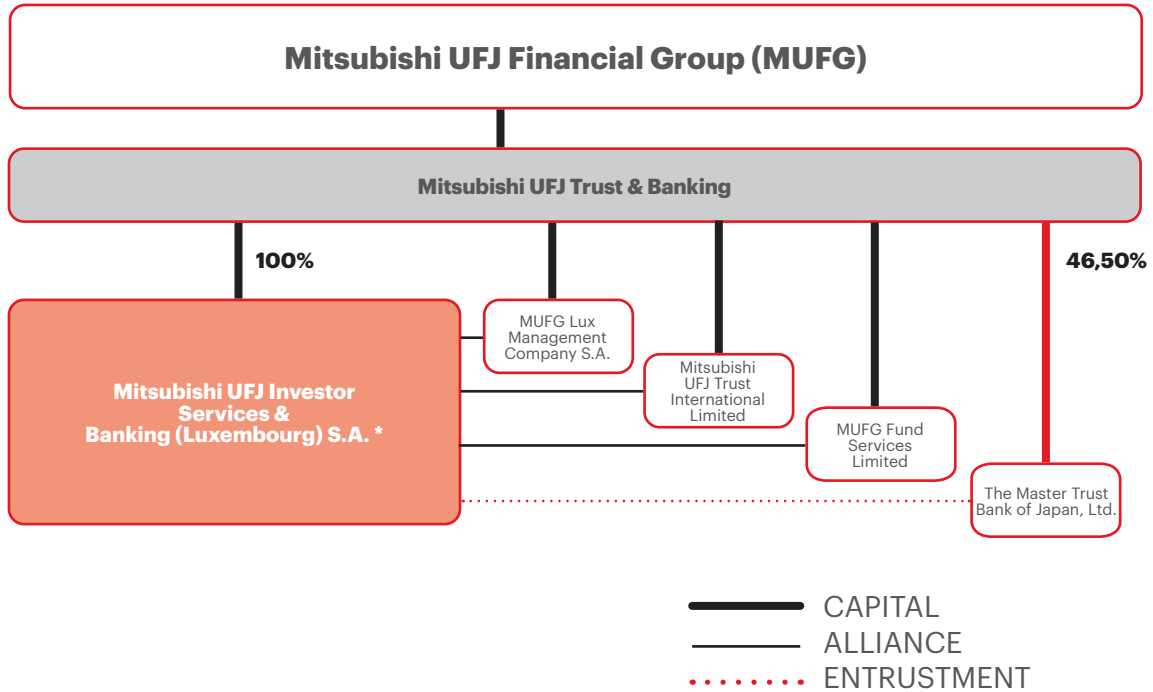 Mitsubishi UFJ Financial Group (MUFG)
Mitsubishi UFJ Trust & Banking
100%
46,50%
Mitsubishi UFJ Investor
Services &
Banking (Luxembourg) S.A. *
MUFG Lux
Management
Company S.A.
Mitsubishi
UFJ Trust
International
Limited
MUFG Fund
Services
Limited
The Master Trust
Bank of Japan, Ltd.
CAPITAL
ALLIANCE
ENTRUSTMENT